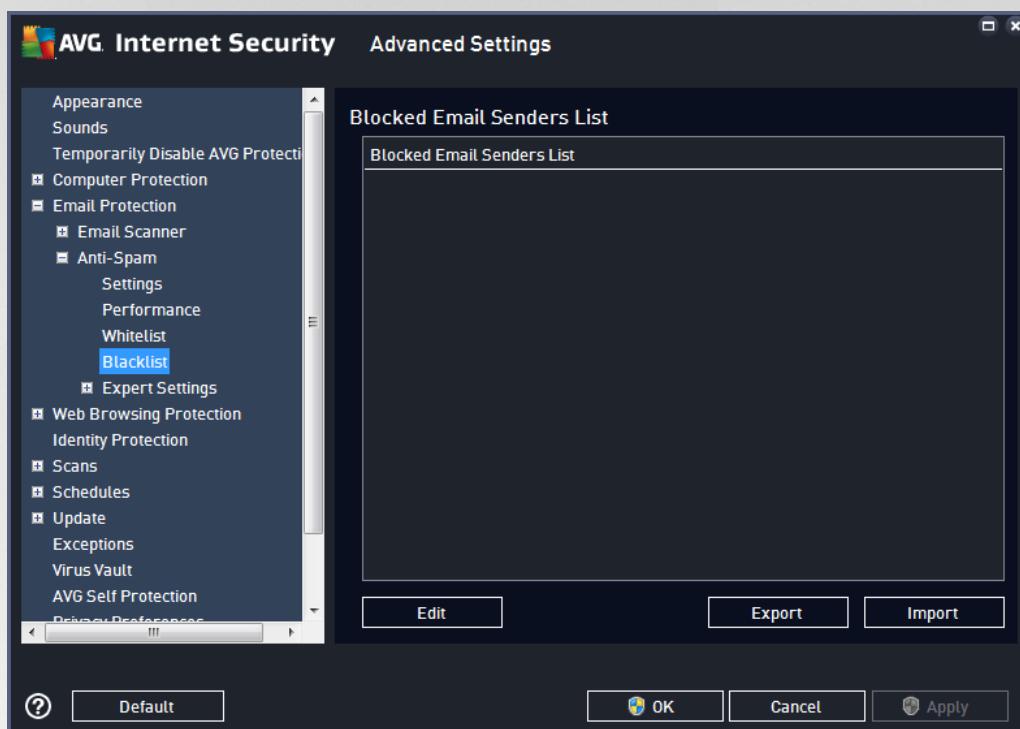 AVG. Internet Security
Advanced Settings
Appearance
Sounds
Temporarily Disable AVG Protecti
Computer Protection
Email Protection
Email Scanner
Anti-Spam
Settings
Performance
Whitelist
Blacklist
Expert Settings
Web Browsing Protection
Identity Protection
Scans
Schedules
Update
Exceptions
Virus Vault
AVG Self Protection
Privacy Preferences
Blocked Email Senders List
Blocked Email Senders List
Edit
Export
Import
Default
OK
Cancel
Apply